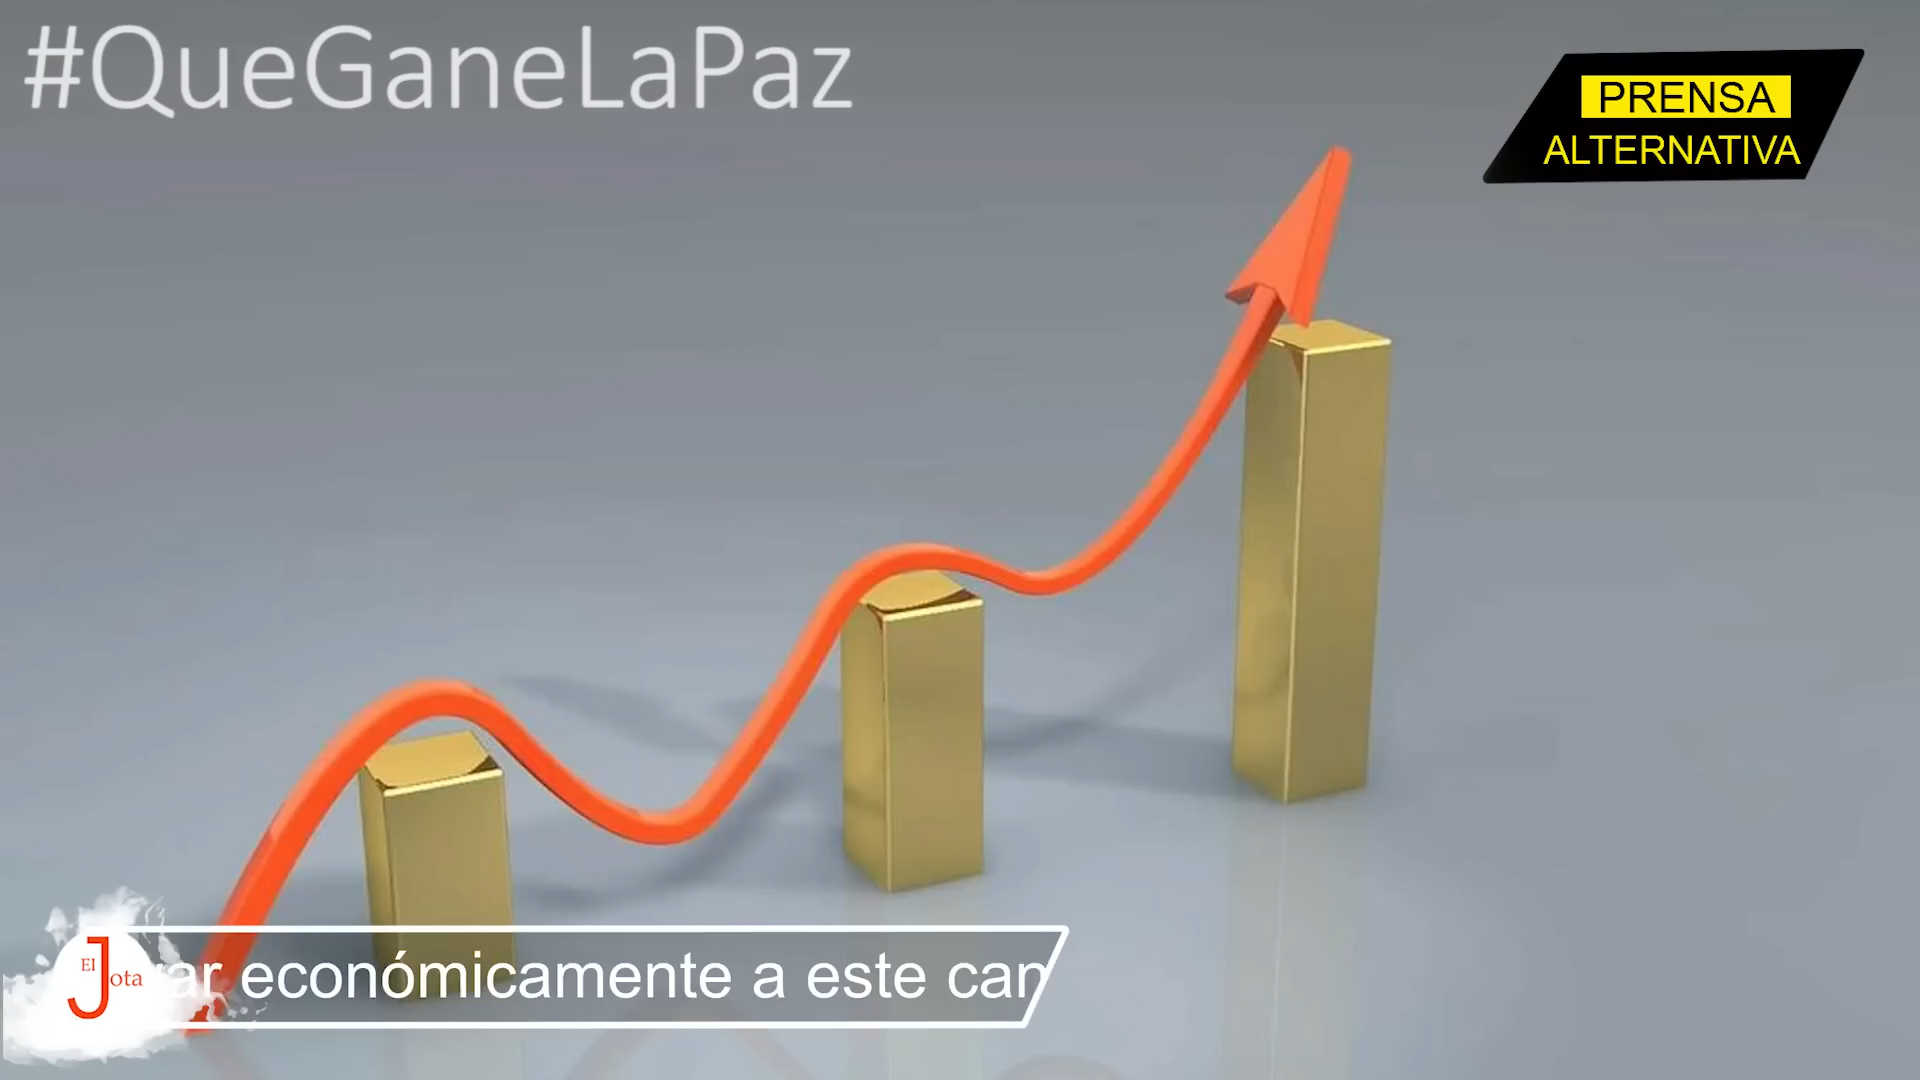 #QueGaneLaPaz
PRENSA
ALTERNATIVA
El Jota
económicamente a este